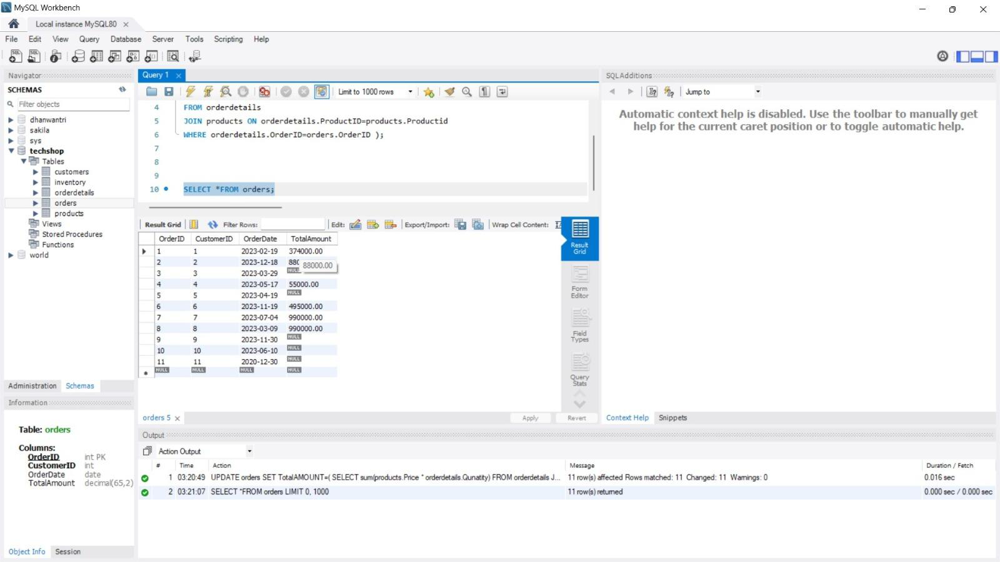 MySQL Workbench
Local instance MySQL80
File Edit View Query Database Server Tools Scripting Help
Navigator
SCHEMAS
Filter objects
dhanwantri
sakila
sys
techshop
Tables
customers
inventory
orderdetails
orders
products
Views
Stored Procedures
Functions
world
Administration Schemas
Information
Table: orders
Columns:
OrderID int PK
CustomerID int
OrderDate date
TotalAmount decimal(65,2)
Object Info Session
Query 1
Limit to 1000 rows
4 FROM orderdetails
5 JOIN products ON orderdetails.ProductID=products.Productid
6 WHERE orderdetails.OrderID=orders.OrderID );
7
8
9
10 SELECT *FROM orders;
Result Grid Filter Rows: Edit: Export/Import: Wrap Cell Content:
OrderID CustomerID OrderDate TotalAmount
1 1 2023-02-19 374000.00
2 2 2023-12-18 880
88000.00
3 3 2023-03-29 NULL
4 4 2023-05-17 55000.00
5 5 2023-04-19 NULL
6 6 2023-11-19 495000.00
7 7 2023-07-04 990000.00
8 8 2023-03-09 990000.00
9 9 2023-11-30 NULL
10 10 2023-06-10 NULL
11 11 2020-12-30 NULL
NULL NULL NULL NULL
Result
Grid
Form
Editor
Field
Types
Query
Stats
orders 5
Apply Revert
SQLAdditions
Jump to
Automatic context help is disabled. Use the toolbar to manually get
help for the current caret position or to toggle automatic help.
Context Help Snippets
Output
Action Output
# Time Action Message Duration / Fetch
1 03:20:49 UPDATE orders SET TotalAMOUNT=( SELECT sum(products.Price * orderdetails.Qunatity) FROM orderdetails J... 11 row(s) affected Rows matched: 11 Changed: 11 Warnings: 0 0.016 sec
2 03:21:07 SELECT *FROM orders LIMIT 0, 1000 11 row(s) returned 0.000 sec / 0.000 sec